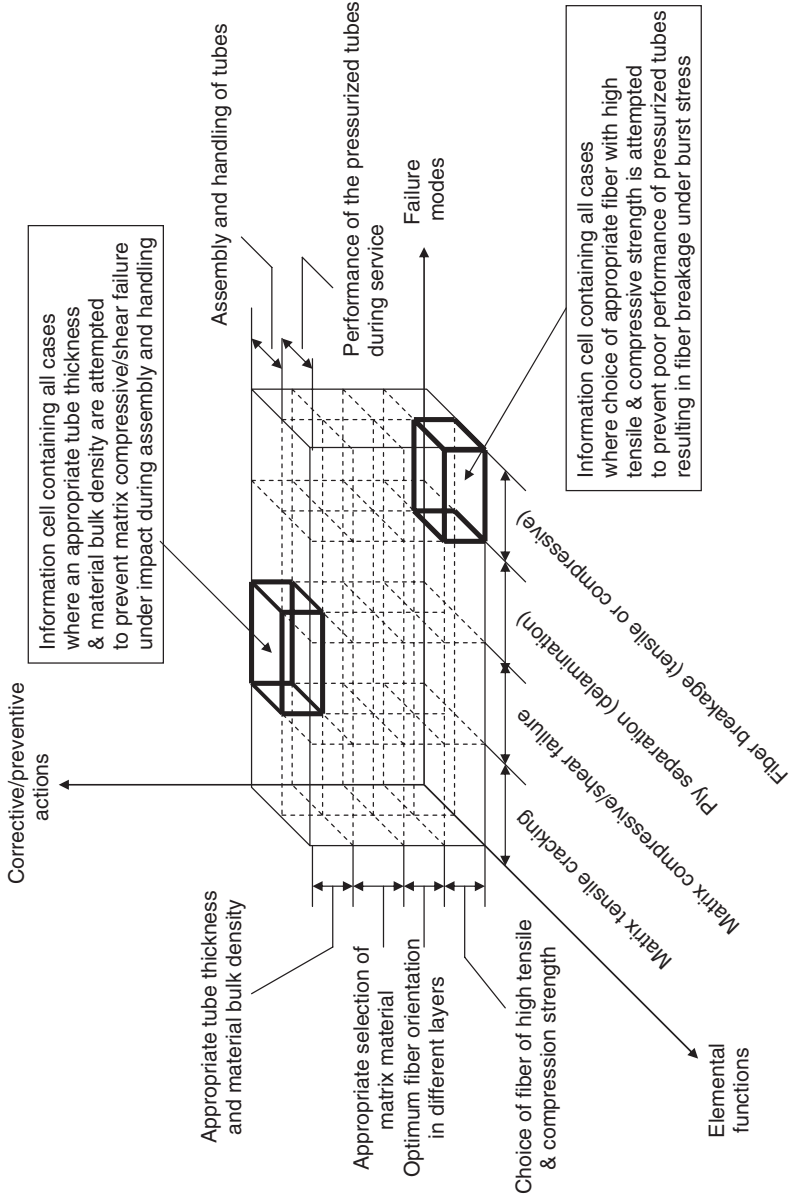 Corrective/preventive
actions
Information cell containing all cases
where an appropriate tube thickness
& material bulk density are attempted
to prevent matrix compressive/shear failure
under impact during assembly and handling
Assembly and handling of tubes
Performance of the pressurized tubes
during service
Failure
modes
Appropriate tube thickness
and material bulk density
Appropriate selection of
matrix material
Optimum fiber orientation
in different layers
Choice of fiber of high tensile
& compression strength
Elemental
functions
Matrix tensile cracking
Matrix compressive/shear failure
Ply separation (delamination)
Fiber breakage (tensile or compressive)
Information cell containing all cases
where choice of appropriate fiber with high
tensile & compressive strength is attempted
to prevent poor performance of pressurized tubes
resulting in fiber breakage under burst stress